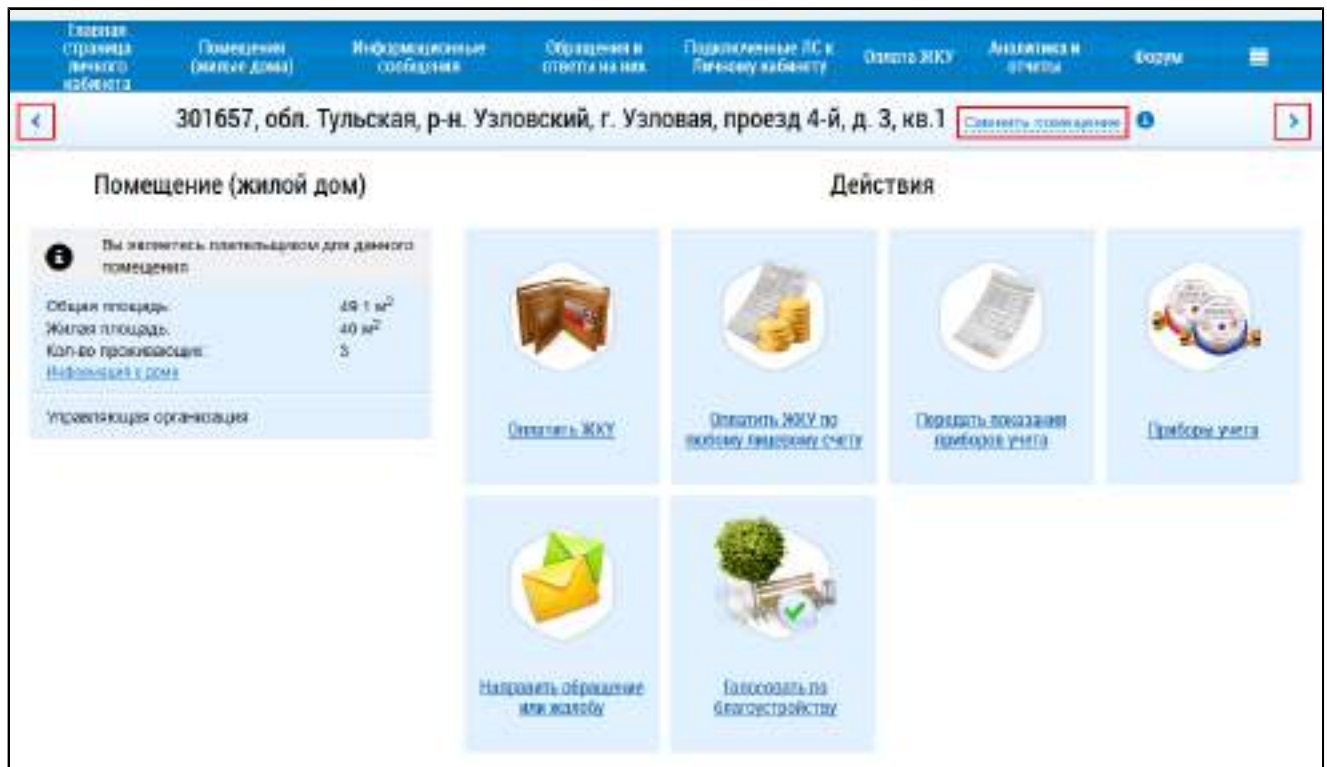 Главная
страница
личного
кабинета
Помещения
(жилые дома)
Информационные
сообщения
Обращения и
ответы на них
Подключенные ЛС к
Личному кабинету
Оплата ЖКУ
Аналитика и
отчеты
Форум
301657, обл. Тульская, р-н. Узловский, г. Узловая, проезд 4-й, д. 3, кв.1 Сменить помещение
Помещение (жилой дом)
Действия
Вы являетесь плательщиком для данного
помещения
Общая площадь: 49.1 м²
Жилая площадь: 40 м²
Кол-во проживающих: 3
Информация о доме
Управляющая организация
Оплатить ЖКУ
Оплатить ЖКУ по
любому лицевому счету
Передать показания
приборов учета
Приборы учета
Направить обращение
или жалобу
Голосовать по
благоустройству